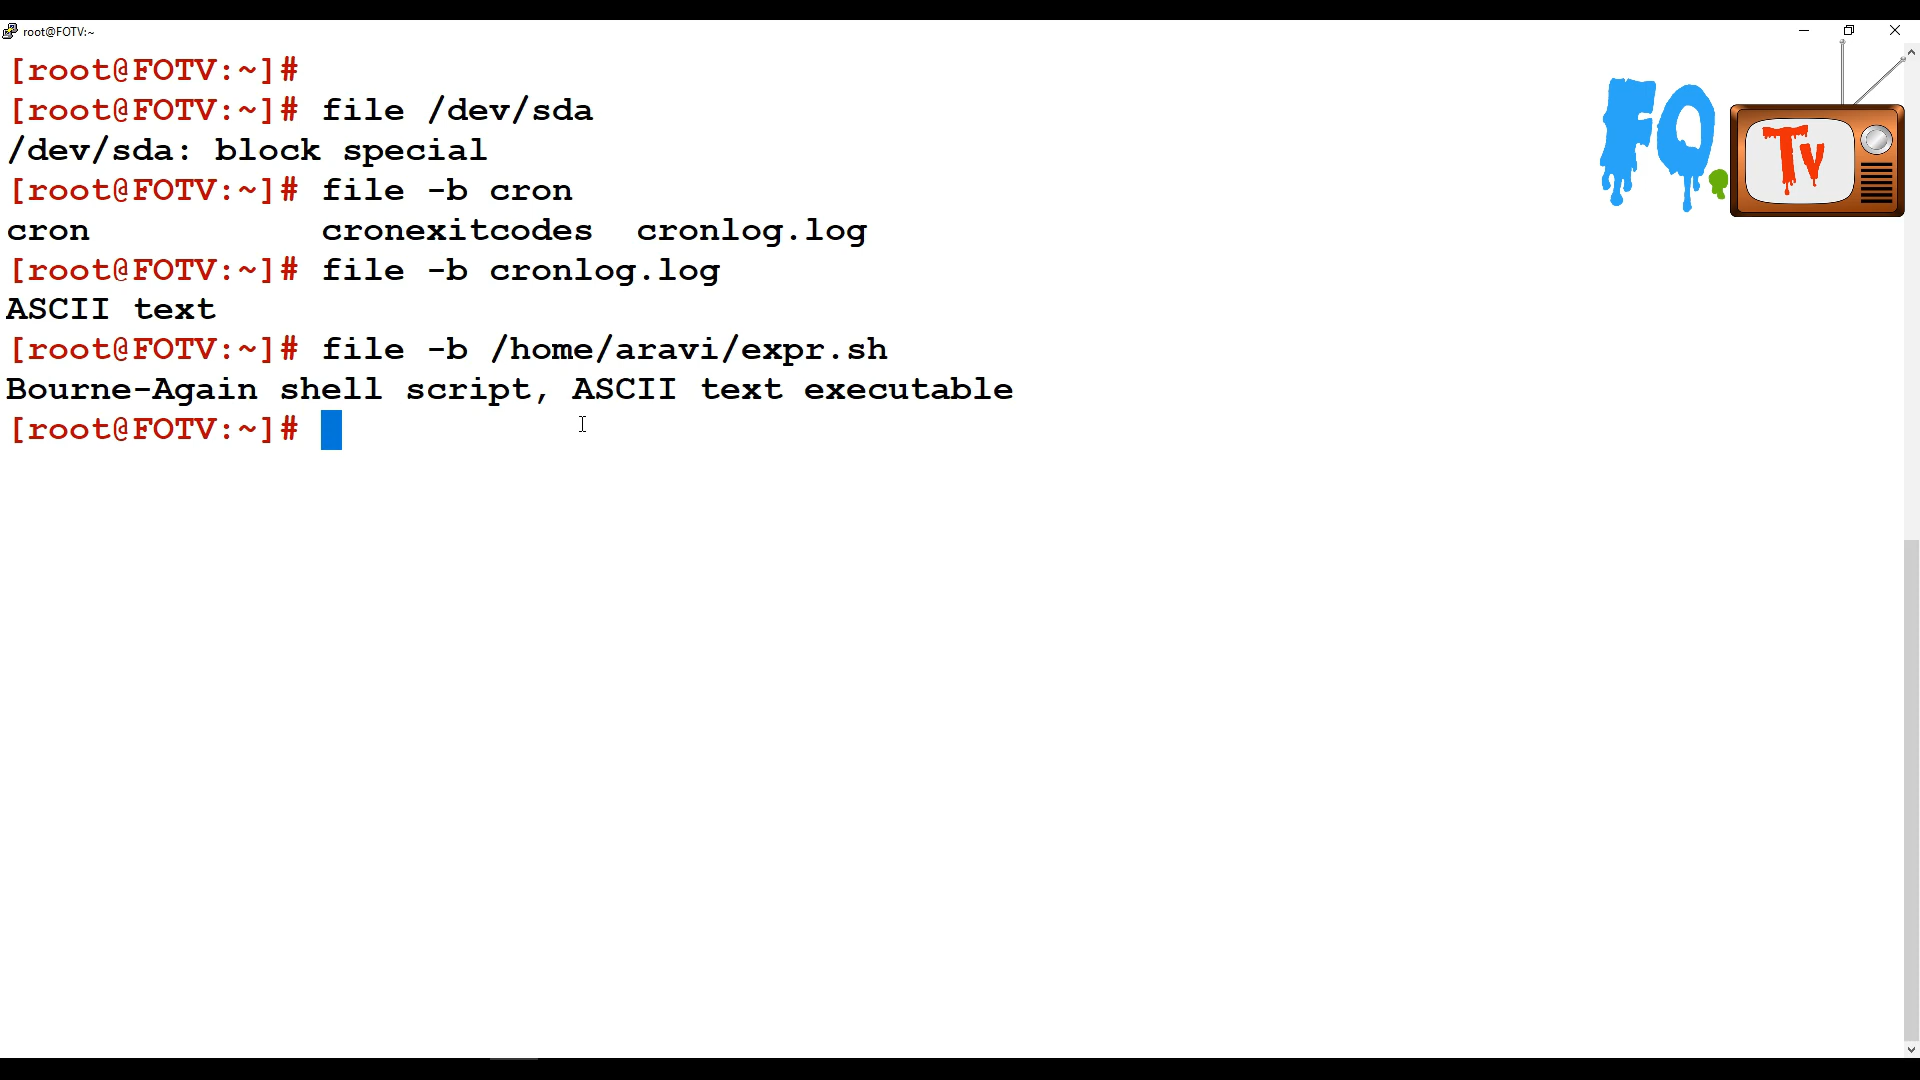 root@FOTV:~
[root@FOTV:~]#
[root@FOTV:~]# file /dev/sda
/dev/sda: block special
[root@FOTV:~]# file -b cron
cron           cronexitcodes  cronlog.log
[root@FOTV:~]# file -b cronlog.log
ASCII text
[root@FOTV:~]# file -b /home/aravi/expr.sh
Bourne-Again shell script, ASCII text executable
[root@FOTV:~]#
FO.
Tv